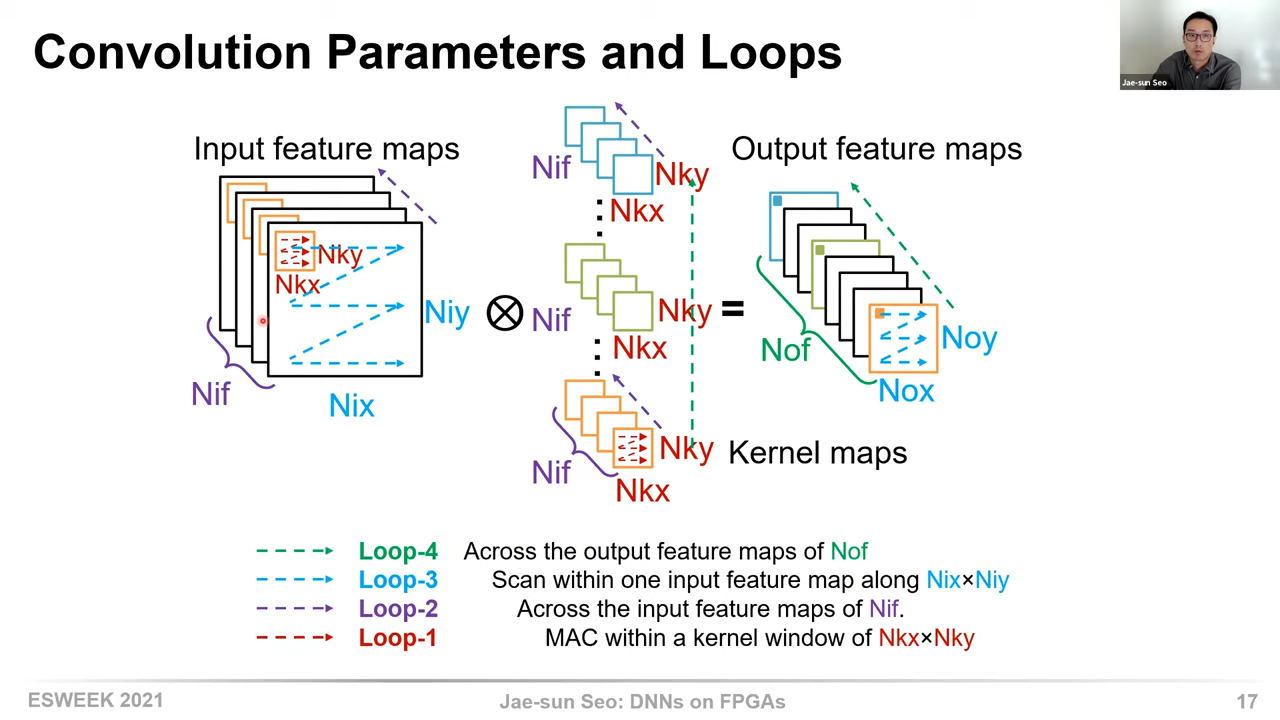 Convolution Parameters and Loops
Jae-sun Seo
Input feature maps
Nif
Nky
Nkx
Output feature maps
Nky
Nkx
Niy
Nif
Nky
Nkx
=
Nof
Noy
Nox
Nif
Nix
Nif
Nky
Nkx
Kernel maps
Loop-4 Across the output feature maps of Nof
Loop-3 Scan within one input feature map along Nix×Niy
Loop-2 Across the input feature maps of Nif.
Loop-1 MAC within a kernel window of Nkx×Nky
ESWEEK 2021
Jae-sun Seo: DNNs on FPGAs
17